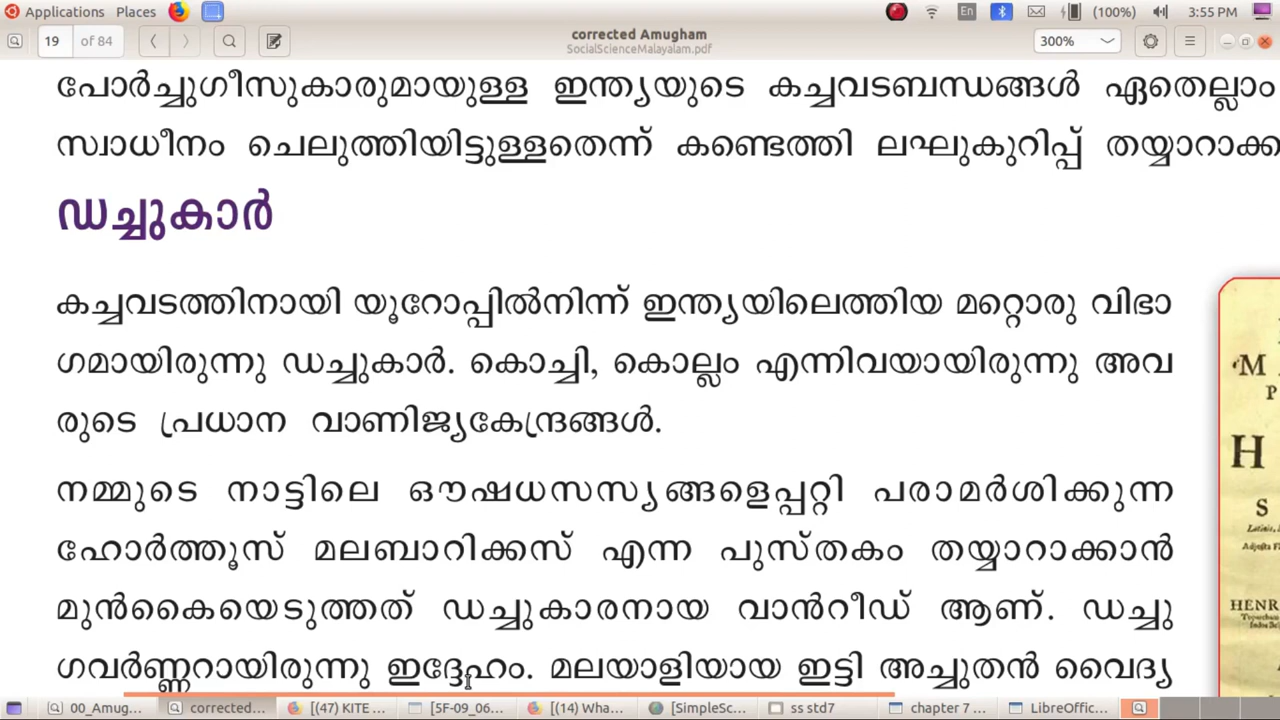 Applications Places En (100%) 3:55 PM
19 of 84 corrected Amugham 300%
SocialScienceMalayalam.pdf
പോർച്ചുഗീസുകാരുമായുള്ള ഇന്ത്യയുടെ കച്ചവടബന്ധങ്ങൾ ഏതെല്ലാം
സ്വാധീനം ചെലുത്തിയിട്ടുള്ളതെന്ന് കണ്ടെത്തി ലഘുകുറിപ്പ് തയ്യാറാക്ക
ഡച്ചുകാർ
കച്ചവടത്തിനായി യൂറോപ്പിൽനിന്ന് ഇന്ത്യയിലെത്തിയ മറ്റൊരു വിഭാ
ഗമായിരുന്നു ഡച്ചുകാർ. കൊച്ചി, കൊല്ലം എന്നിവയായിരുന്നു അവ
രുടെ പ്രധാന വാണിജ്യകേന്ദ്രങ്ങൾ.
നമ്മുടെ നാട്ടിലെ ഔഷധസസ്യങ്ങളെപ്പറ്റി പരാമർശിക്കുന്ന
ഹോർത്തൂസ് മലബാറിക്കസ് എന്ന പുസ്തകം തയ്യാറാക്കാൻ
മുൻകൈയെടുത്തത് ഡച്ചുകാരനായ വാൻറീഡ് ആണ്. ഡച്ചു
ഗവർണ്ണറായിരുന്നു ഇദ്ദേഹം. മലയാളിയായ ഇട്ടി അച്ചുതൻ വൈദ്യ
M
P
H
S
HENR
00_Amug... corrected... [(47) KITE ... [5F-09_06... [(14) Wha... [SimpleSc... ss std7 chapter 7 ... LibreOffic...